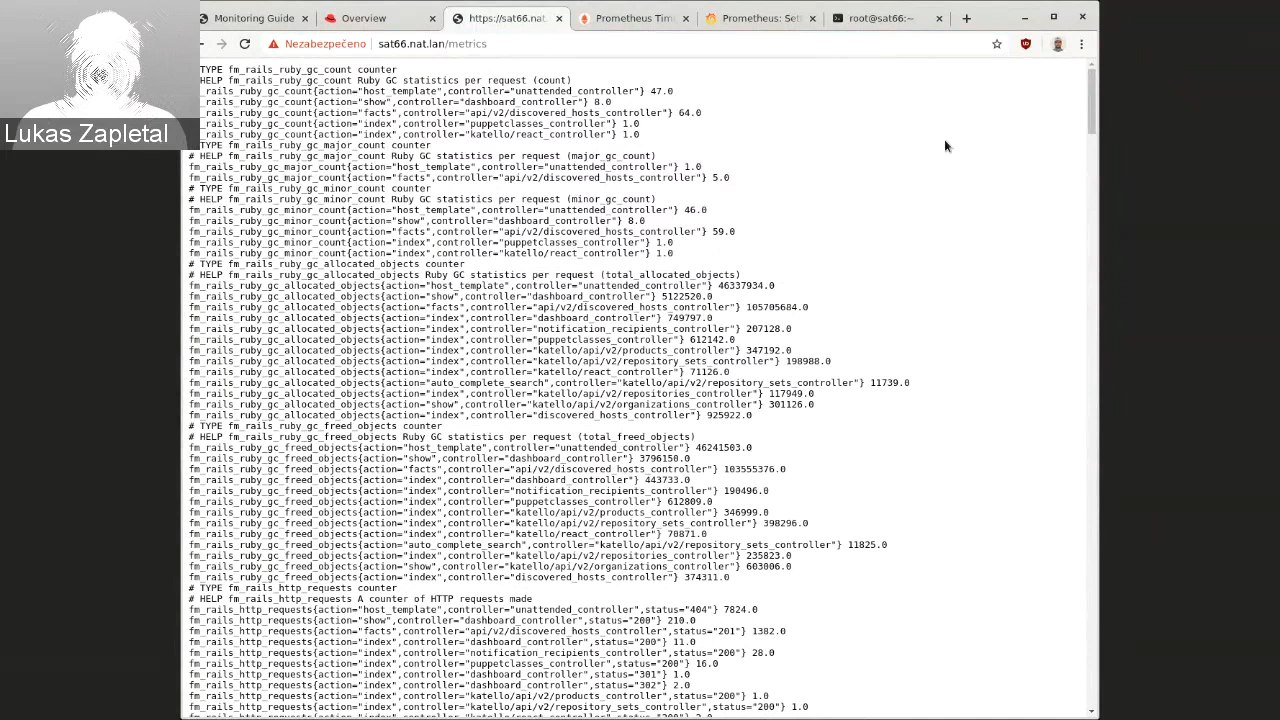 Monitoring Guide
Overview
https://sat66.nat.
Prometheus Tim
Prometheus: Set
root@sat66:~
Nezabezpečeno
sat66.nat.lan/metrics
Lukas Zapletal
TYPE fm_rails_ruby_gc_count counter
HELP fm_rails_ruby_gc_count Ruby GC statistics per request (count)
m_rails_ruby_gc_count{action="host_template",controller="unattended_controller"} 47.0
m_rails_ruby_gc_count{action="show",controller="dashboard_controller"} 8.0
m_rails_ruby_gc_count{action="facts",controller="api/v2/discovered_hosts_controller"} 64.0
m_rails_ruby_gc_count{action="index",controller="puppetclasses_controller"} 1.0
m_rails_ruby_gc_count{action="index",controller="katello/react_controller"} 1.0
TYPE fm_rails_ruby_gc_major_count counter
# HELP fm_rails_ruby_gc_major_count Ruby GC statistics per request (major_gc_count)
fm_rails_ruby_gc_major_count{action="host_template",controller="unattended_controller"} 1.0
fm_rails_ruby_gc_major_count{action="facts",controller="api/v2/discovered_hosts_controller"} 5.0
# TYPE fm_rails_ruby_gc_minor_count counter
# HELP fm_rails_ruby_gc_minor_count Ruby GC statistics per request (minor_gc_count)
fm_rails_ruby_gc_minor_count{action="host_template",controller="unattended_controller"} 46.0
fm_rails_ruby_gc_minor_count{action="show",controller="dashboard_controller"} 8.0
fm_rails_ruby_gc_minor_count{action="facts",controller="api/v2/discovered_hosts_controller"} 59.0
fm_rails_ruby_gc_minor_count{action="index",controller="puppetclasses_controller"} 1.0
fm_rails_ruby_gc_minor_count{action="index",controller="katello/react_controller"} 1.0
# TYPE fm_rails_ruby_gc_allocated_objects counter
# HELP fm_rails_ruby_gc_allocated_objects Ruby GC statistics per request (total_allocated_objects)
fm_rails_ruby_gc_allocated_objects{action="host_template",controller="unattended_controller"} 46337934.0
fm_rails_ruby_gc_allocated_objects{action="show",controller="dashboard_controller"} 5122520.0
fm_rails_ruby_gc_allocated_objects{action="facts",controller="api/v2/discovered_hosts_controller"} 105705684.0
fm_rails_ruby_gc_allocated_objects{action="index",controller="dashboard_controller"} 749797.0
fm_rails_ruby_gc_allocated_objects{action="index",controller="notification_recipients_controller"} 207128.0
fm_rails_ruby_gc_allocated_objects{action="index",controller="puppetclasses_controller"} 612142.0
fm_rails_ruby_gc_allocated_objects{action="index",controller="katello/api/v2/products_controller"} 347192.0
fm_rails_ruby_gc_allocated_objects{action="index",controller="katello/api/v2/repository_sets_controller"} 198988.0
fm_rails_ruby_gc_allocated_objects{action="index",controller="katello/react_controller"} 71126.0
fm_rails_ruby_gc_allocated_objects{action="auto_complete_search",controller="katello/api/v2/repository_sets_controller"} 11739.0
fm_rails_ruby_gc_allocated_objects{action="index",controller="katello/api/v2/repositories_controller"} 117949.0
fm_rails_ruby_gc_allocated_objects{action="show",controller="katello/api/v2/organizations_controller"} 301126.0
fm_rails_ruby_gc_allocated_objects{action="index",controller="discovered_hosts_controller"} 925922.0
# TYPE fm_rails_ruby_gc_freed_objects counter
# HELP fm_rails_ruby_gc_freed_objects Ruby GC statistics per request (total_freed_objects)
fm_rails_ruby_gc_freed_objects{action="host_template",controller="unattended_controller"} 46241503.0
fm_rails_ruby_gc_freed_objects{action="show",controller="dashboard_controller"} 3796150.0
fm_rails_ruby_gc_freed_objects{action="facts",controller="api/v2/discovered_hosts_controller"} 103555376.0
fm_rails_ruby_gc_freed_objects{action="index",controller="dashboard_controller"} 443733.0
fm_rails_ruby_gc_freed_objects{action="index",controller="notification_recipients_controller"} 190496.0
fm_rails_ruby_gc_freed_objects{action="index",controller="puppetclasses_controller"} 612809.0
fm_rails_ruby_gc_freed_objects{action="index",controller="katello/api/v2/products_controller"} 346999.0
fm_rails_ruby_gc_freed_objects{action="index",controller="katello/api/v2/repository_sets_controller"} 398296.0
fm_rails_ruby_gc_freed_objects{action="index",controller="katello/react_controller"} 70871.0
fm_rails_ruby_gc_freed_objects{action="auto_complete_search",controller="katello/api/v2/repository_sets_controller"} 11825.0
fm_rails_ruby_gc_freed_objects{action="index",controller="katello/api/v2/repositories_controller"} 235823.0
fm_rails_ruby_gc_freed_objects{action="show",controller="katello/api/v2/organizations_controller"} 603006.0
fm_rails_ruby_gc_freed_objects{action="index",controller="discovered_hosts_controller"} 374311.0
# TYPE fm_rails_http_requests counter
# HELP fm_rails_http_requests A counter of HTTP requests made
fm_rails_http_requests{action="host_template",controller="unattended_controller",status="404"} 7824.0
fm_rails_http_requests{action="show",controller="dashboard_controller",status="200"} 210.0
fm_rails_http_requests{action="facts",controller="api/v2/discovered_hosts_controller",status="201"} 1382.0
fm_rails_http_requests{action="index",controller="dashboard_controller",status="200"} 11.0
fm_rails_http_requests{action="index",controller="notification_recipients_controller",status="200"} 28.0
fm_rails_http_requests{action="index",controller="puppetclasses_controller",status="200"} 16.0
fm_rails_http_requests{action="index",controller="dashboard_controller",status="301"} 1.0
fm_rails_http_requests{action="index",controller="dashboard_controller",status="302"} 2.0
fm_rails_http_requests{action="index",controller="katello/api/v2/products_controller",status="200"} 1.0
fm_rails_http_requests{action="index",controller="katello/api/v2/repository_sets_controller",status="200"} 1.0